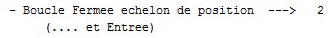 - Boucle Fermee echelon de position  --->   2
(.... et Entree)